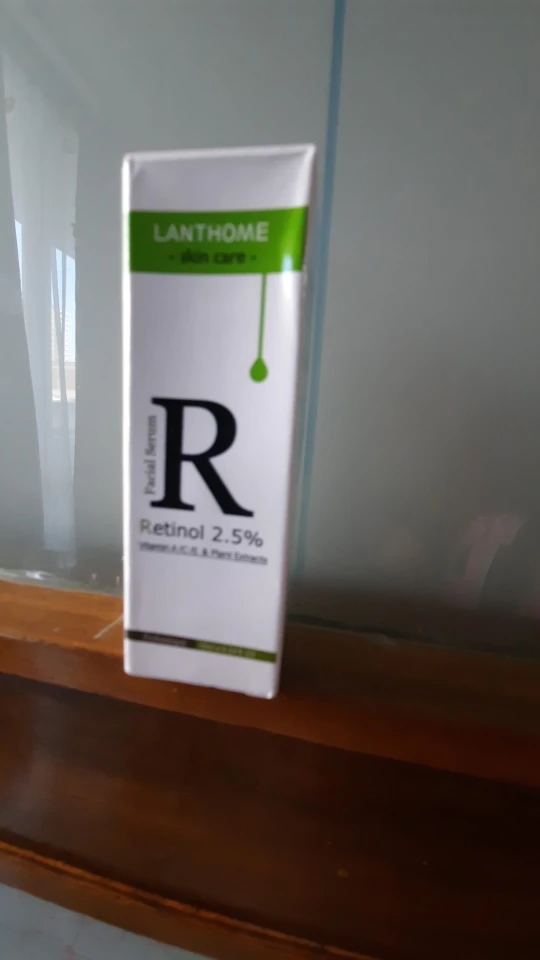 LANTHOME
- skin care -
Facial Serum
R
Retinol 2.5%
Vitamin A /C /E & Plant Extracts